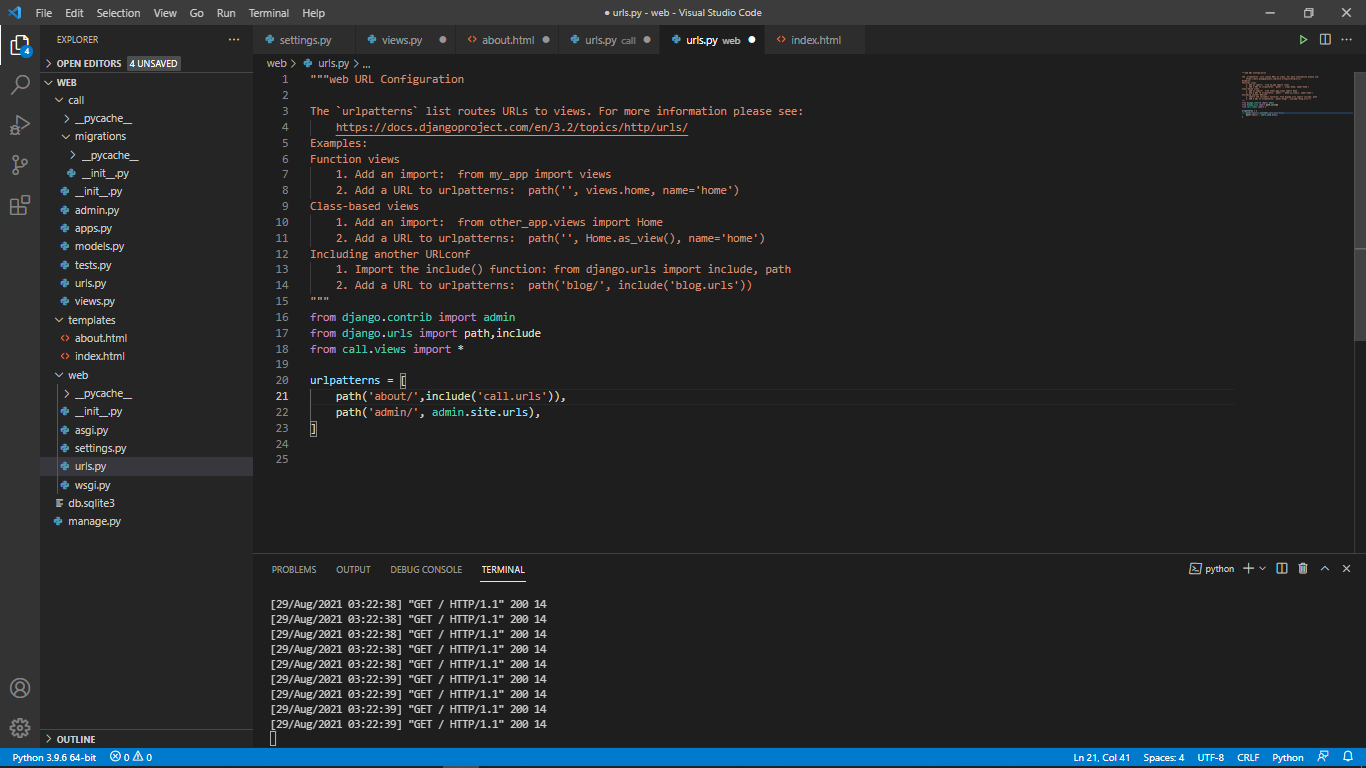 File Edit Selection View Go Run Terminal Help
● urls.py - web - Visual Studio Code
4
EXPLORER ...
OPEN EDITORS 4 UNSAVED
WEB
call
__pycache__
migrations
__pycache__
__init__.py
__init__.py
admin.py
apps.py
models.py
tests.py
urls.py
views.py
templates
about.html
index.html
web
__pycache__
__init__.py
asgi.py
settings.py
urls.py
wsgi.py
db.sqlite3
manage.py
OUTLINE
settings.py views.py ● about.html ● urls.py call ● urls.py web ● index.html
web > urls.py > ...
1 """web URL Configuration
2
3 The `urlpatterns` list routes URLs to views. For more information please see:
4 https://docs.djangoproject.com/en/3.2/topics/http/urls/
5 Examples:
6 Function views
7 1. Add an import:  from my_app import views
8 2. Add a URL to urlpatterns:  path('', views.home, name='home')
9 Class-based views
10 1. Add an import:  from other_app.views import Home
11 2. Add a URL to urlpatterns:  path('', Home.as_view(), name='home')
12 Including another URLconf
13 1. Import the include() function: from django.urls import include, path
14 2. Add a URL to urlpatterns:  path('blog/', include('blog.urls'))
15 """
16 from django.contrib import admin
17 from django.urls import path,include
18 from call.views import *
19
20 urlpatterns = [
21 path('about/',include('call.urls')),
22 path('admin/', admin.site.urls),
23 ]
24
25
PROBLEMS OUTPUT DEBUG CONSOLE TERMINAL
python
[29/Aug/2021 03:22:38] "GET / HTTP/1.1" 200 14
[29/Aug/2021 03:22:38] "GET / HTTP/1.1" 200 14
[29/Aug/2021 03:22:38] "GET / HTTP/1.1" 200 14
[29/Aug/2021 03:22:38] "GET / HTTP/1.1" 200 14
[29/Aug/2021 03:22:38] "GET / HTTP/1.1" 200 14
[29/Aug/2021 03:22:39] "GET / HTTP/1.1" 200 14
[29/Aug/2021 03:22:39] "GET / HTTP/1.1" 200 14
[29/Aug/2021 03:22:39] "GET / HTTP/1.1" 200 14
[29/Aug/2021 03:22:39] "GET / HTTP/1.1" 200 14
Python 3.9.6 64-bit 0 0 Ln 21, Col 41 Spaces: 4 UTF-8 CRLF Python